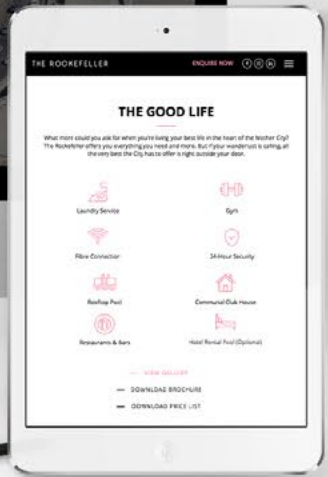 THE ROCKEFELLER
ENQUIRE NOW
THE GOOD LIFE
What more could you ask for when you're living your best life in the heart of the Mother City?
The Rockefeller offers you everything you need and more. But if your wanderlust is calling, all
the very best the City has to offer is right outside your door.
Laundry Service
Gym
Fibre Connection
24-Hour Security
Rooftop Pool
Communal Club House
Restaurants & Bars
Hotel Rental Pool (Optional)
VIEW GALLERY
DOWNLOAD BROCHURE
DOWNLOAD PRICE LIST